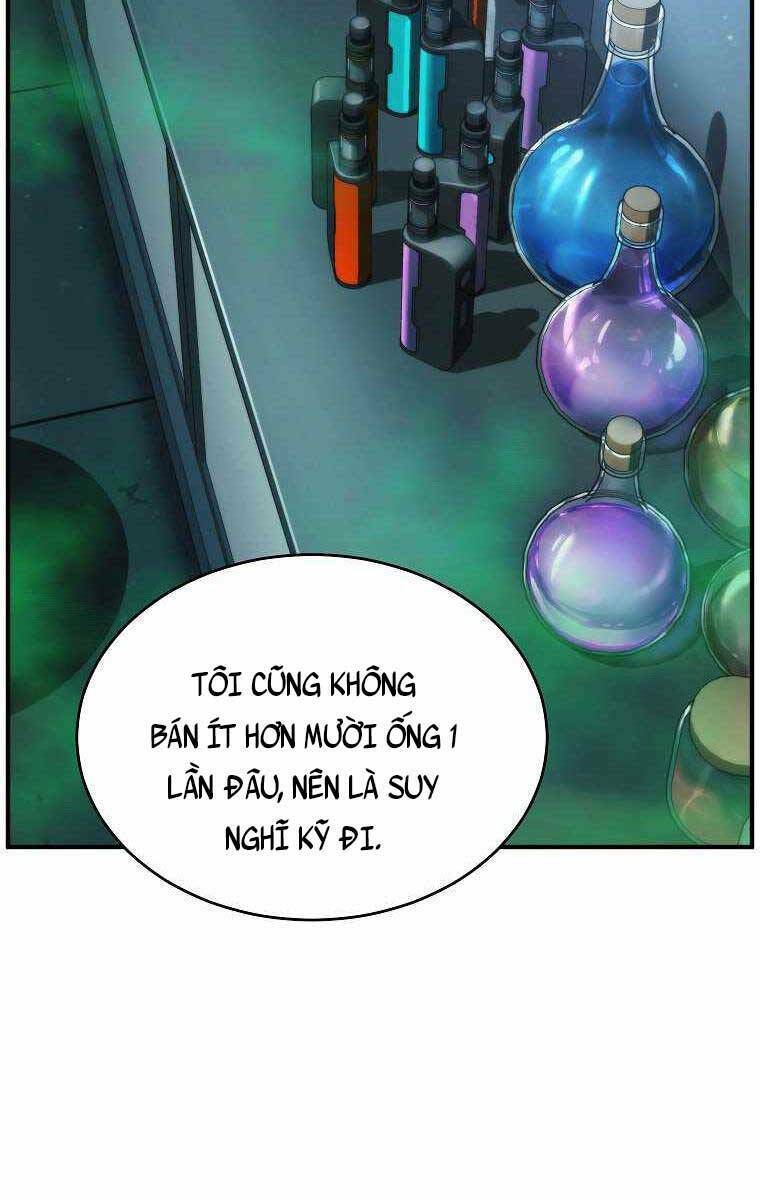 TÔI CŨNG KHÔNG
BÁN ÍT HƠN MƯỜI ỐNG 1
LẦN ĐÂU, NÊN LÀ SUY
NGHĨ KỸ ĐI.